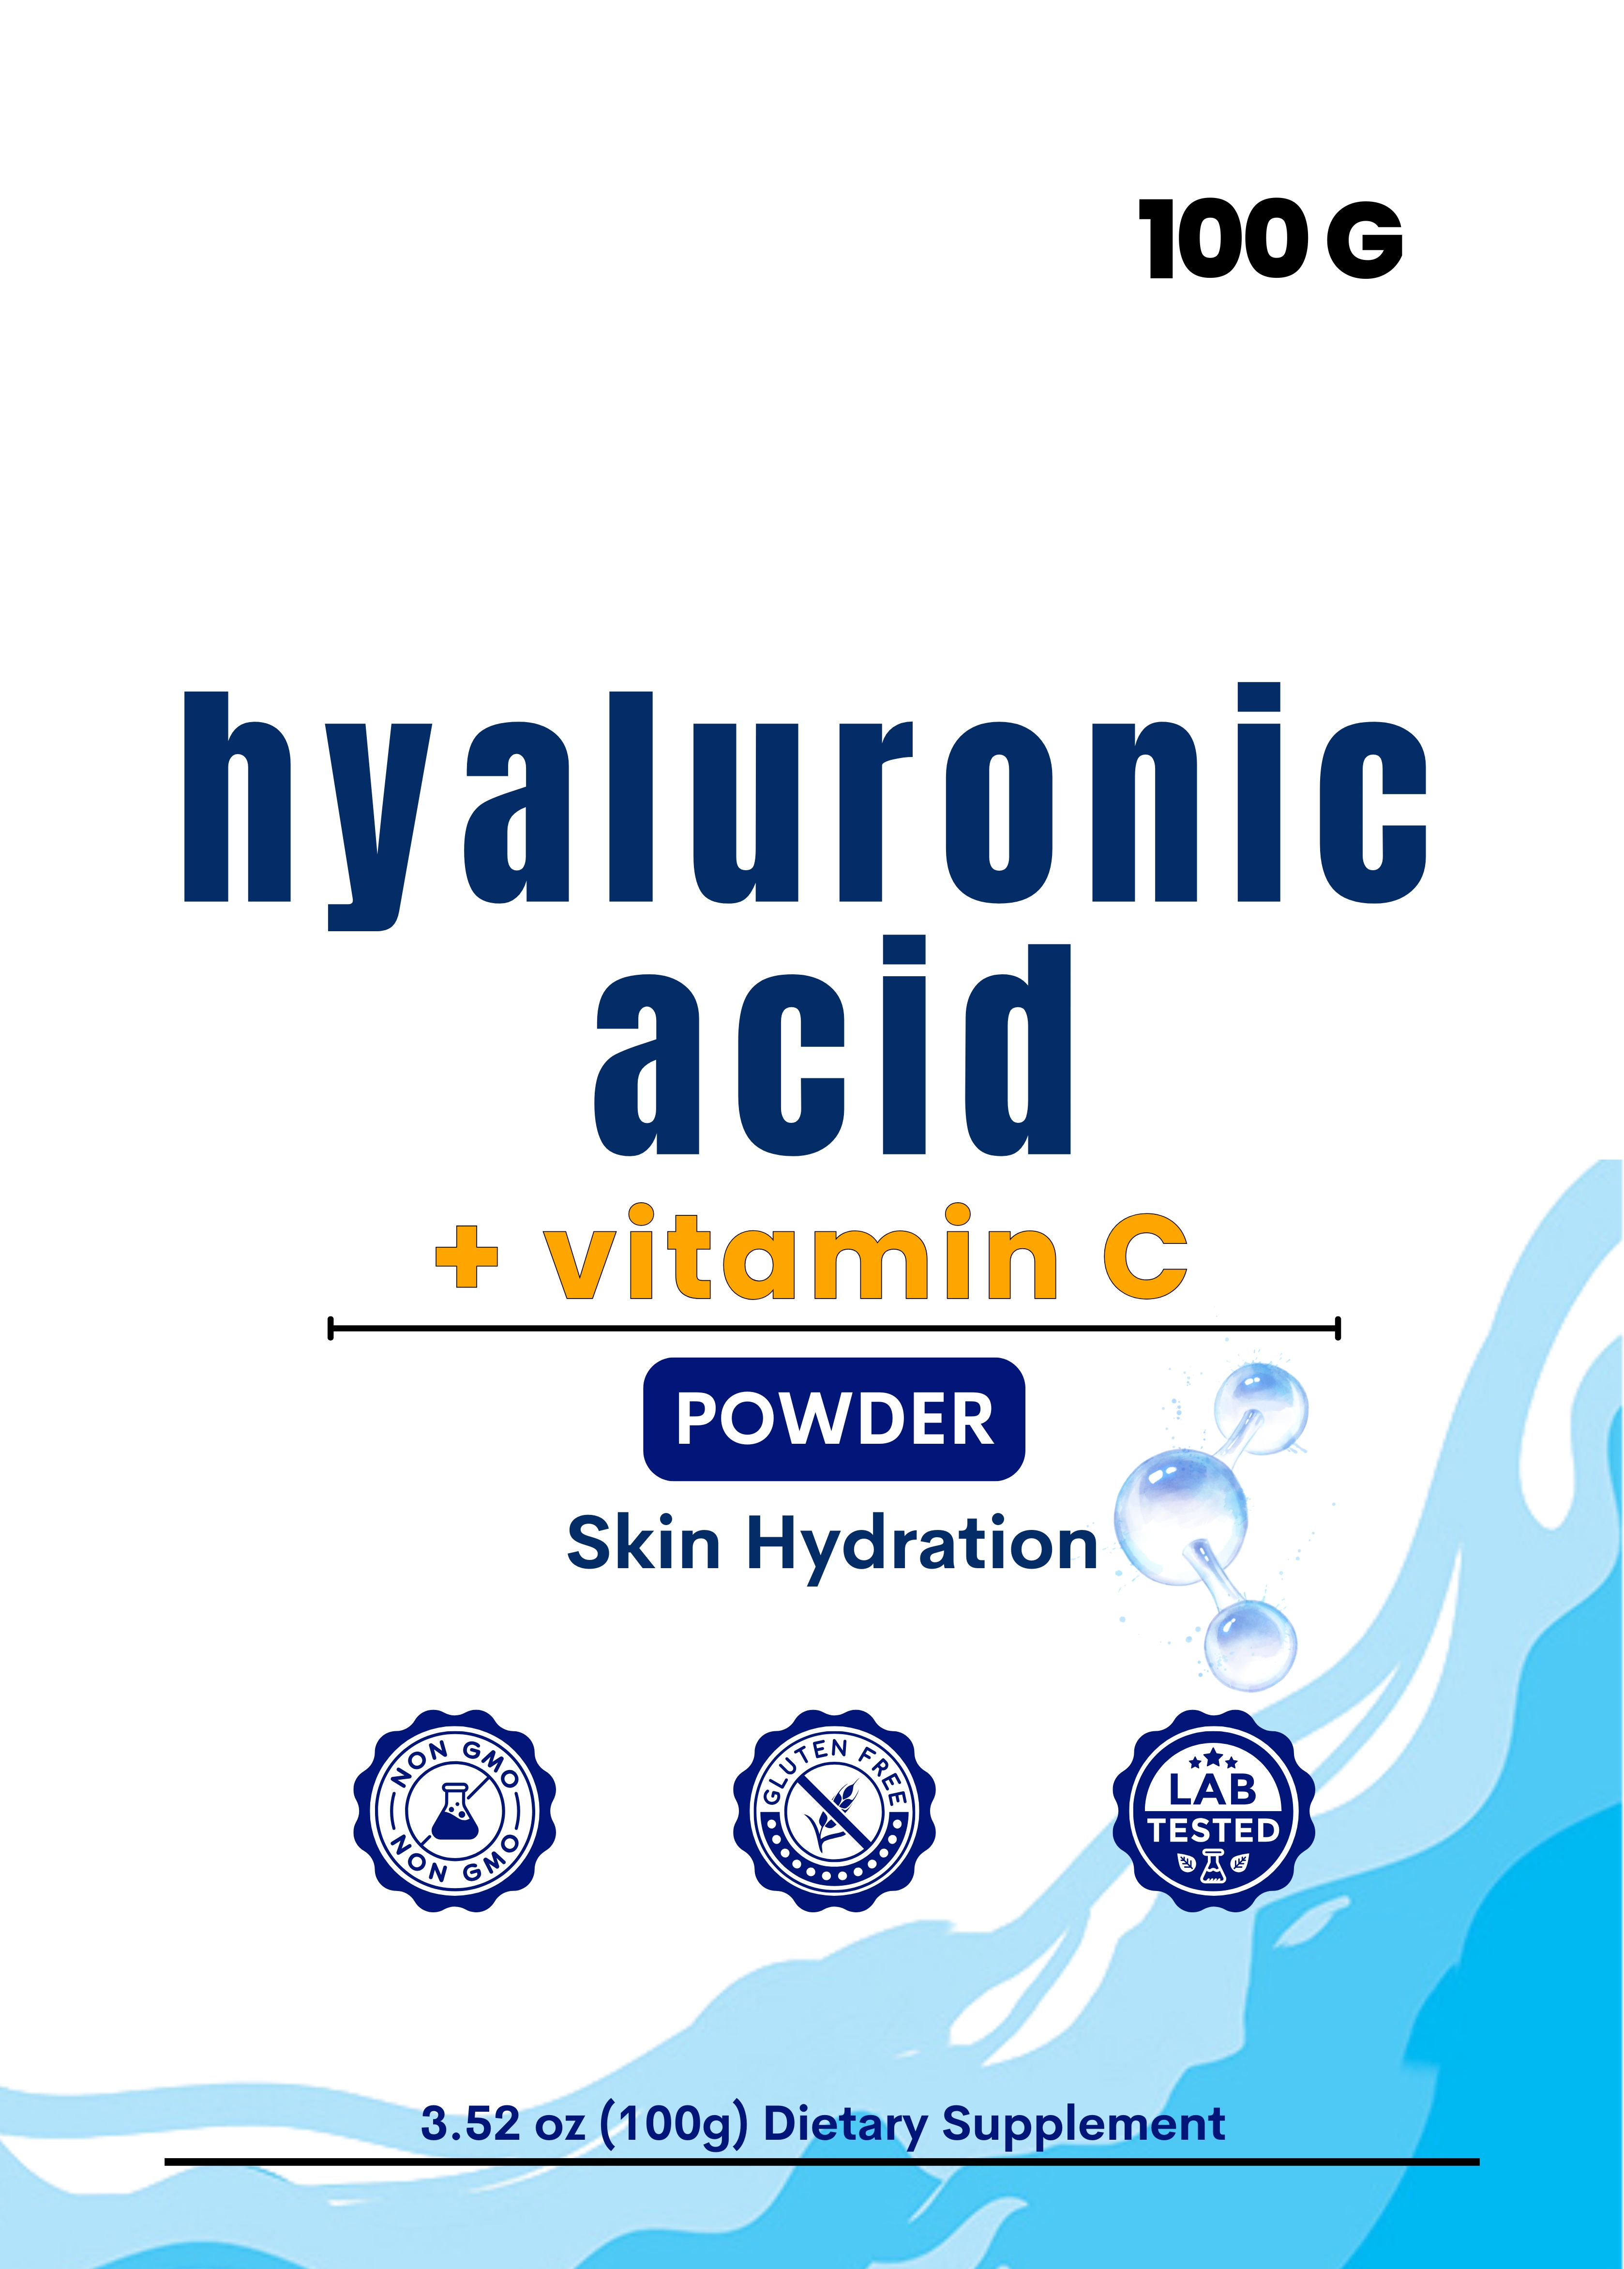 100 G
hyaluronic
acid
+ vitamin C
POWDER
Skin Hydration
NON GMO
NON GMO
GLUTEN FREE
LAB
TESTED
3.52 oz (100g) Dietary Supplement